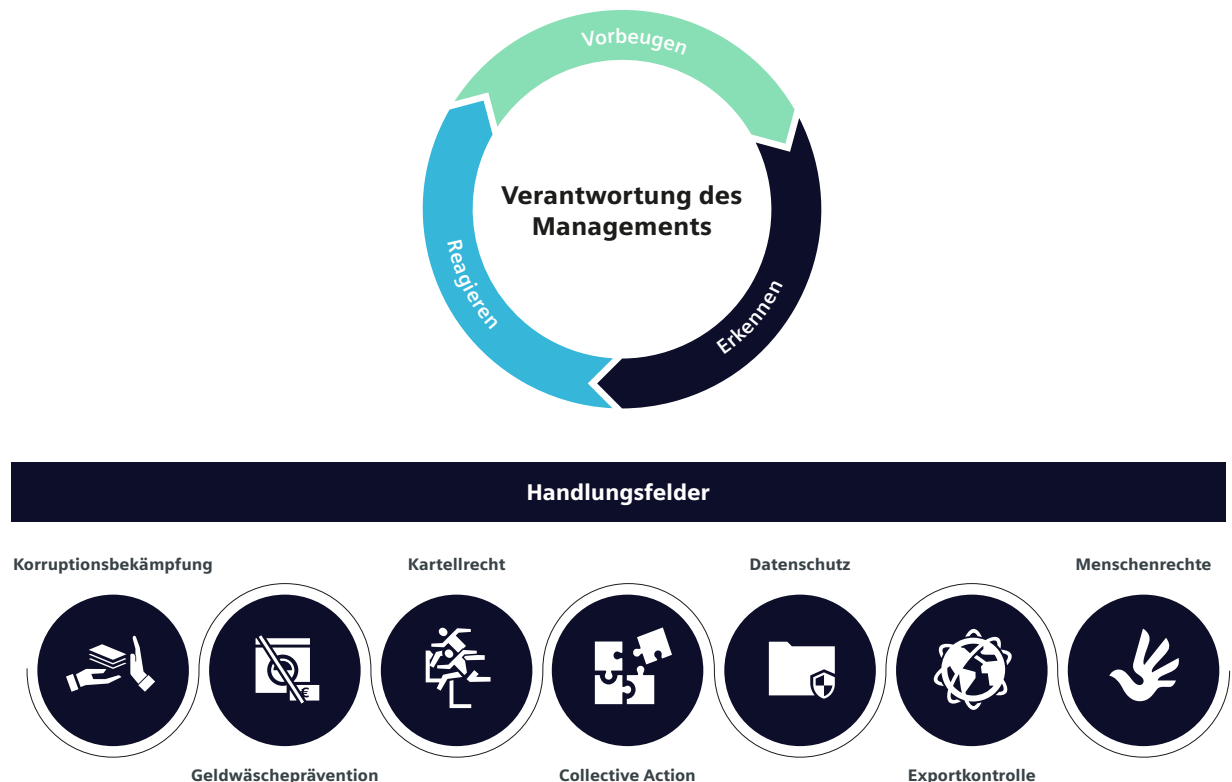 Vorbeugen
Verantwortung des
Managements
Reagieren
Erkennen
Handlungsfelder
Korruptionsbekämpfung
Kartellrecht
Datenschutz
Menschenrechte
€
Geldwäscheprävention
Collective Action
Exportkontrolle